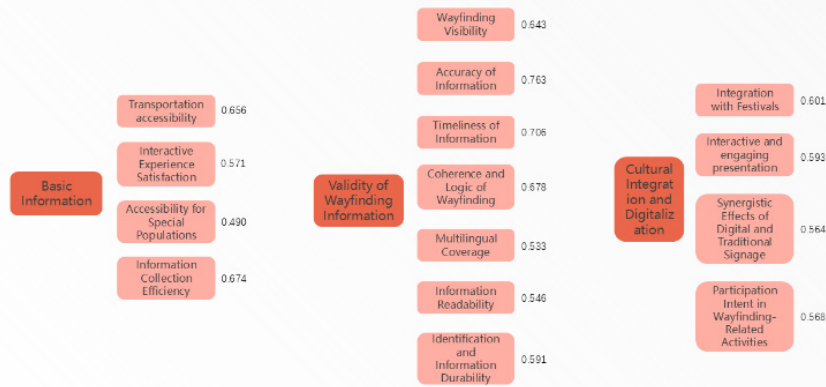 Basic
Information
Transportation
accessibility
0.656
Interactive
Experience
Satisfaction
0.571
Accessibility for
Special
Populations
0.490
Information
Collection
Efficiency
0.674
Validity of
Wayfinding
Information
Wayfinding
Visibility
0.643
Accuracy of
Information
0.763
Timeliness of
Information
0.706
Coherence and
Logic of
Wayfinding
0.678
Multilingual
Coverage
0.533
Information
Readability
0.546
Identification
and
Information
Durability
0.591
Cultural
Integrat
ion and
Digitaliz
ation
Integration
with Festivals
0.601
Interactive and
engaging
presentation
0.593
Synergistic
Effects of
Digital and
Traditional
Signage
0.564
Participation
Intent in
Wayfinding-
Related
Activities
0.568